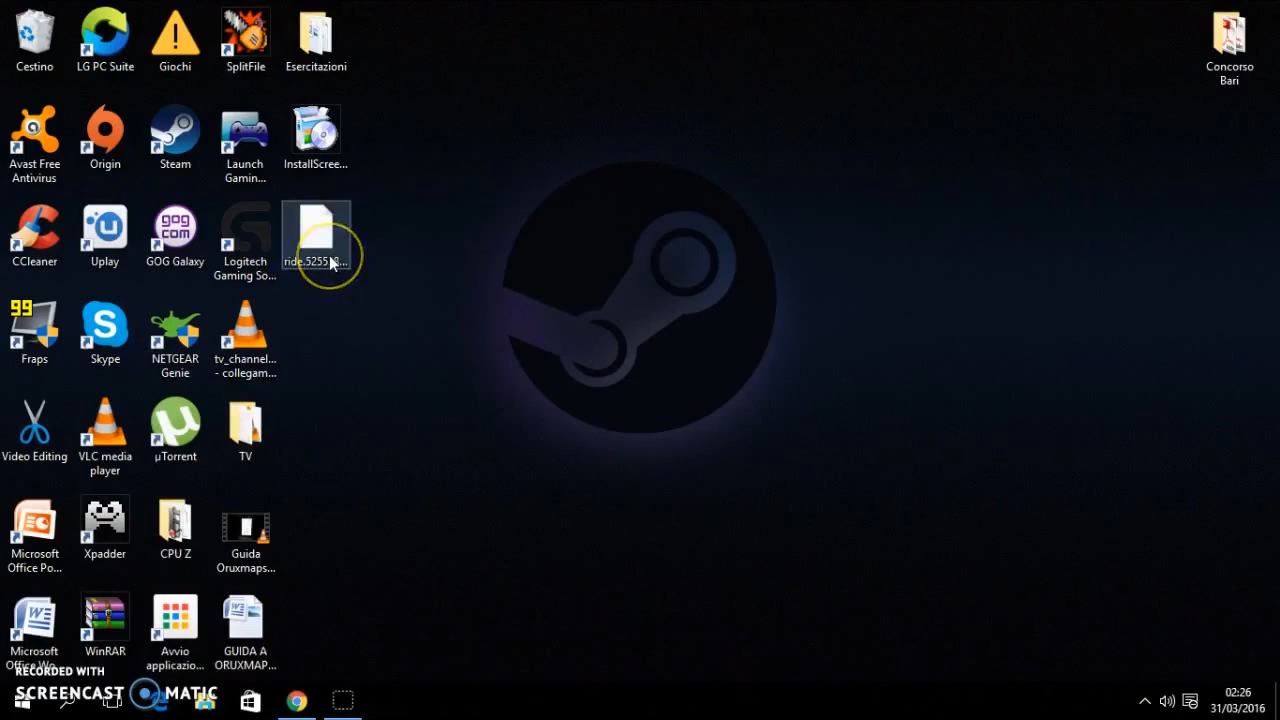 Cestino
LG PC Suite
Giochi
SplitFile
Esercitazioni
Concorso
Bari
Avast Free
Antivirus
Origin
Steam
Launch
Gamin...
InstallScree...
CCleaner
u
Uplay
gog
com
GOG Galaxy
G
Logitech
Gaming So...
99
Fraps
S
Skype
NETGEAR
Genie
tv_channel...
- collegam...
Video Editing
VLC media
player
µ
µTorrent
TV
Microsoft
Office Po...
Xpadder
CPU Z
Guida
Oruxmaps...
W
Microsoft
WinRAR
Avvio
applicazio...
W
GUIDA A
ORUXMAP...
RECORDED WITH
SCREENCAST MATIC
02:26
31/03/2016